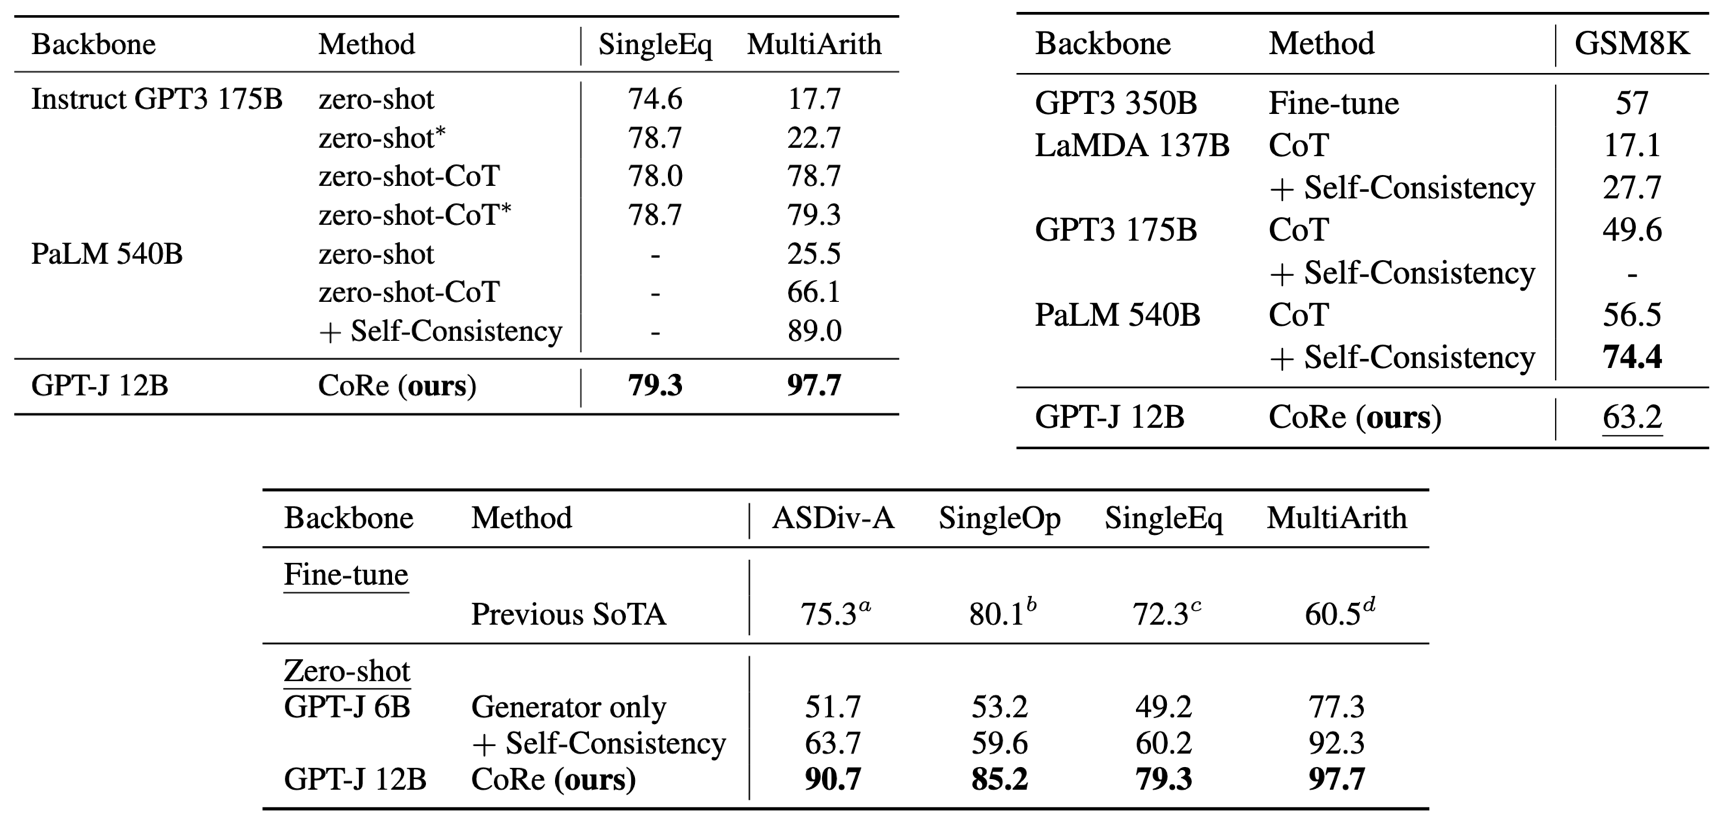 Backbone Method SingleEq MultiArith
Instruct GPT3 175B zero-shot 74.6 17.7
zero-shot* 78.7 22.7
zero-shot-CoT 78.0 78.7
zero-shot-CoT* 78.7 79.3
PaLM 540B zero-shot - 25.5
zero-shot-CoT - 66.1
+ Self-Consistency - 89.0
GPT-J 12B CoRe (ours) 79.3 97.7
Backbone Method GSM8K
GPT3 350B Fine-tune 57
LaMDA 137B CoT 17.1
+ Self-Consistency 27.7
GPT3 175B CoT 49.6
+ Self-Consistency -
PaLM 540B CoT 56.5
+ Self-Consistency 74.4
GPT-J 12B CoRe (ours) 63.2
Backbone Method ASDiv-A SingleOp SingleEq MultiArith
Fine-tune
Previous SoTA 75.3ᵃ 80.1ᵇ 72.3ᶜ 60.5ᵈ
Zero-shot
GPT-J 6B Generator only 51.7 53.2 49.2 77.3
+ Self-Consistency 63.7 59.6 60.2 92.3
GPT-J 12B CoRe (ours) 90.7 85.2 79.3 97.7